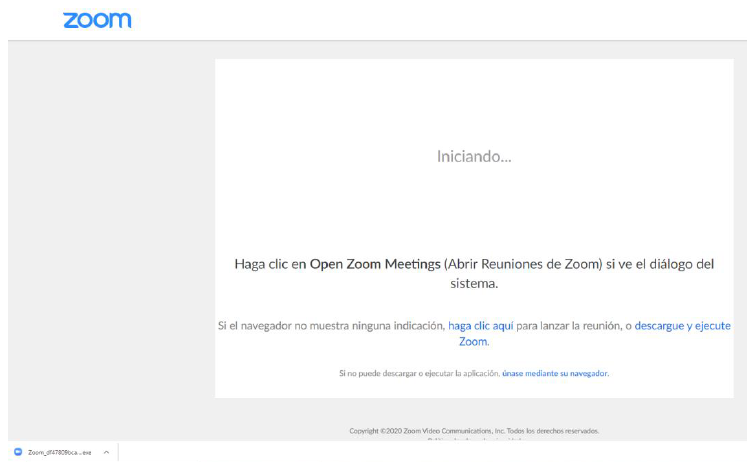 zoom
Iniciando...
Haga clic en Open Zoom Meetings (Abrir Reuniones de Zoom) si ve el diálogo del
sistema.
Si el navegador no muestra ninguna indicación, haga clic aquí para lanzar la reunión, o descargue y ejecute
Zoom.
Si no puede descargar o ejecutar la aplicación, únase mediante su navegador.
Copyright ©2020 Zoom Video Communications, Inc. Todos los derechos reservados.
Zoom_df47809bca....exe